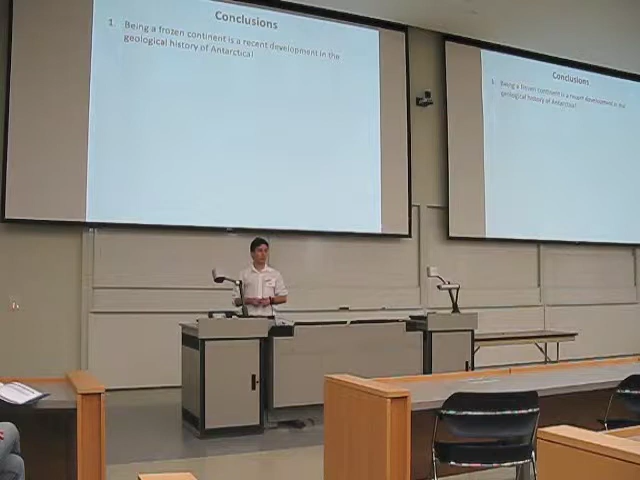 Conclusions
1. Being a frozen continent is a recent development in the
geological history of Antarctica!
Conclusions
1. Being a frozen continent is a recent development in the
geological history of Antarctica!